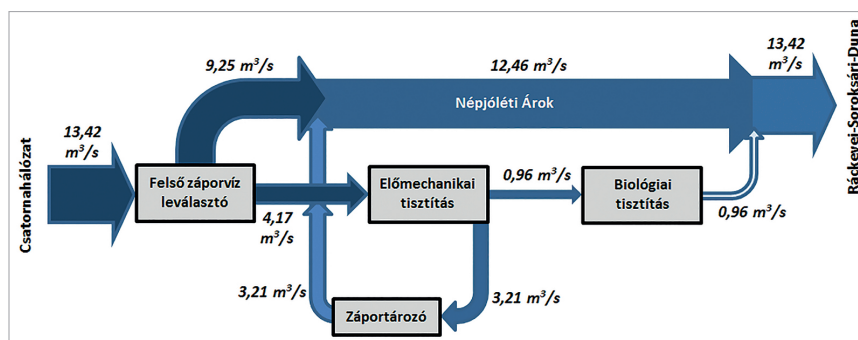 9,25 m³/s
12,46 m³/s
13,42
m³/s
Népjóléti Árok
13,42
m³/s
Csatornahálózat
Felső záporvíz
leválasztó
4,17
m³/s
Előmechanikai
tisztítás
0,96 m³/s
Biológiai
tisztítás
0,96 m³/s
3,21 m³/s
Záportározó
3,21 m³/s
Ráckevei-Soroksári-Duna